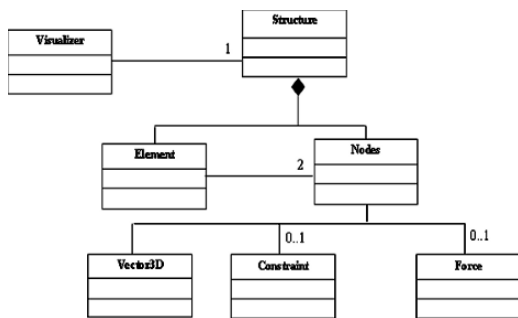 Structure
Visualizer
1
Element
Nodes
2
0..1
0..1
Vector3D
Constraint
Force